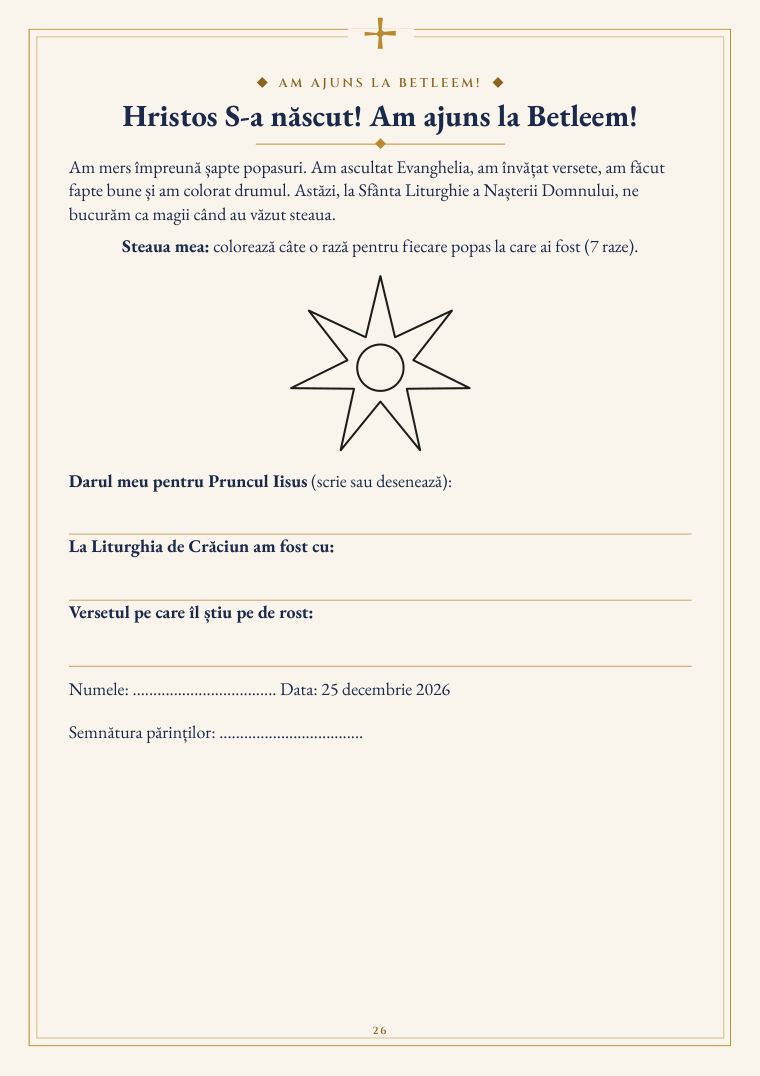 AM AJUNS LA BETLEEM!
Hristos S-a născut! Am ajuns la Betleem!
Am mers împreună șapte popasuri. Am ascultat Evanghelia, am învățat versete, am făcut
fapte bune și am colorat drumul. Astăzi, la Sfânta Liturghie a Nașterii Domnului, ne
bucurăm ca magii când au văzut steaua.
Steaua mea: colorează câte o rază pentru fiecare popas la care ai fost (7 raze).
Darul meu pentru Pruncul Iisus (scrie sau desenează):
La Liturghia de Crăciun am fost cu:
Versetul pe care îl știu pe de rost:
Numele: ................................... Data: 25 decembrie 2026
Semnătura părinților: ...................................
26